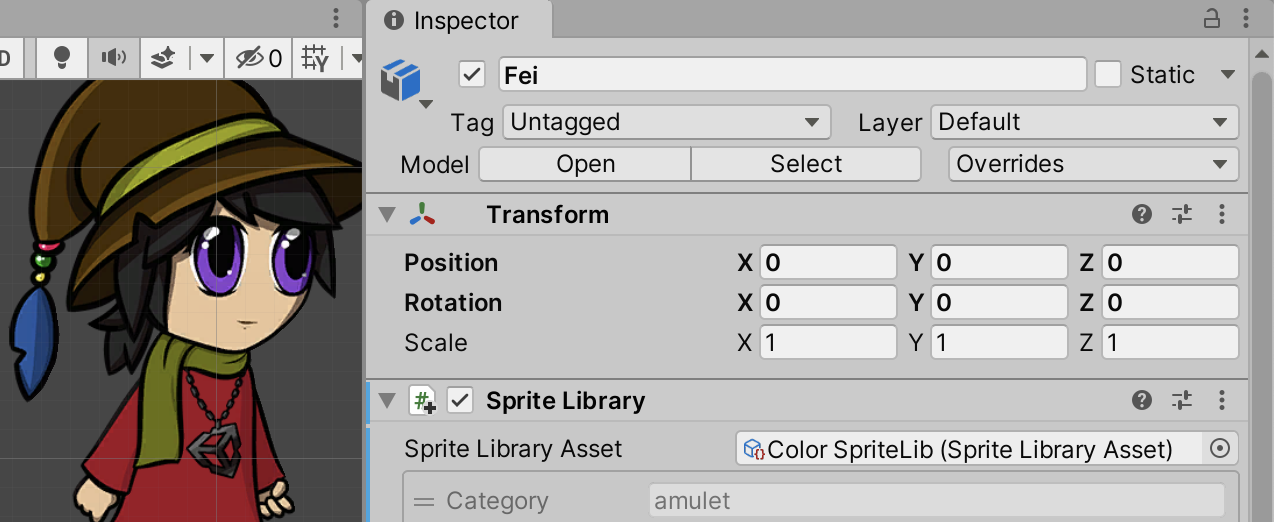 Inspector
D
0
Fei
Static
Tag
Untagged
Layer
Default
Model
Open
Select
Overrides
Transform
Position X 0 Y 0 Z 0
Rotation X 0 Y 0 Z 0
Scale X 1 Y 1 Z 1
Sprite Library
Sprite Library Asset
Color SpriteLib (Sprite Library Asset)
Category
amulet